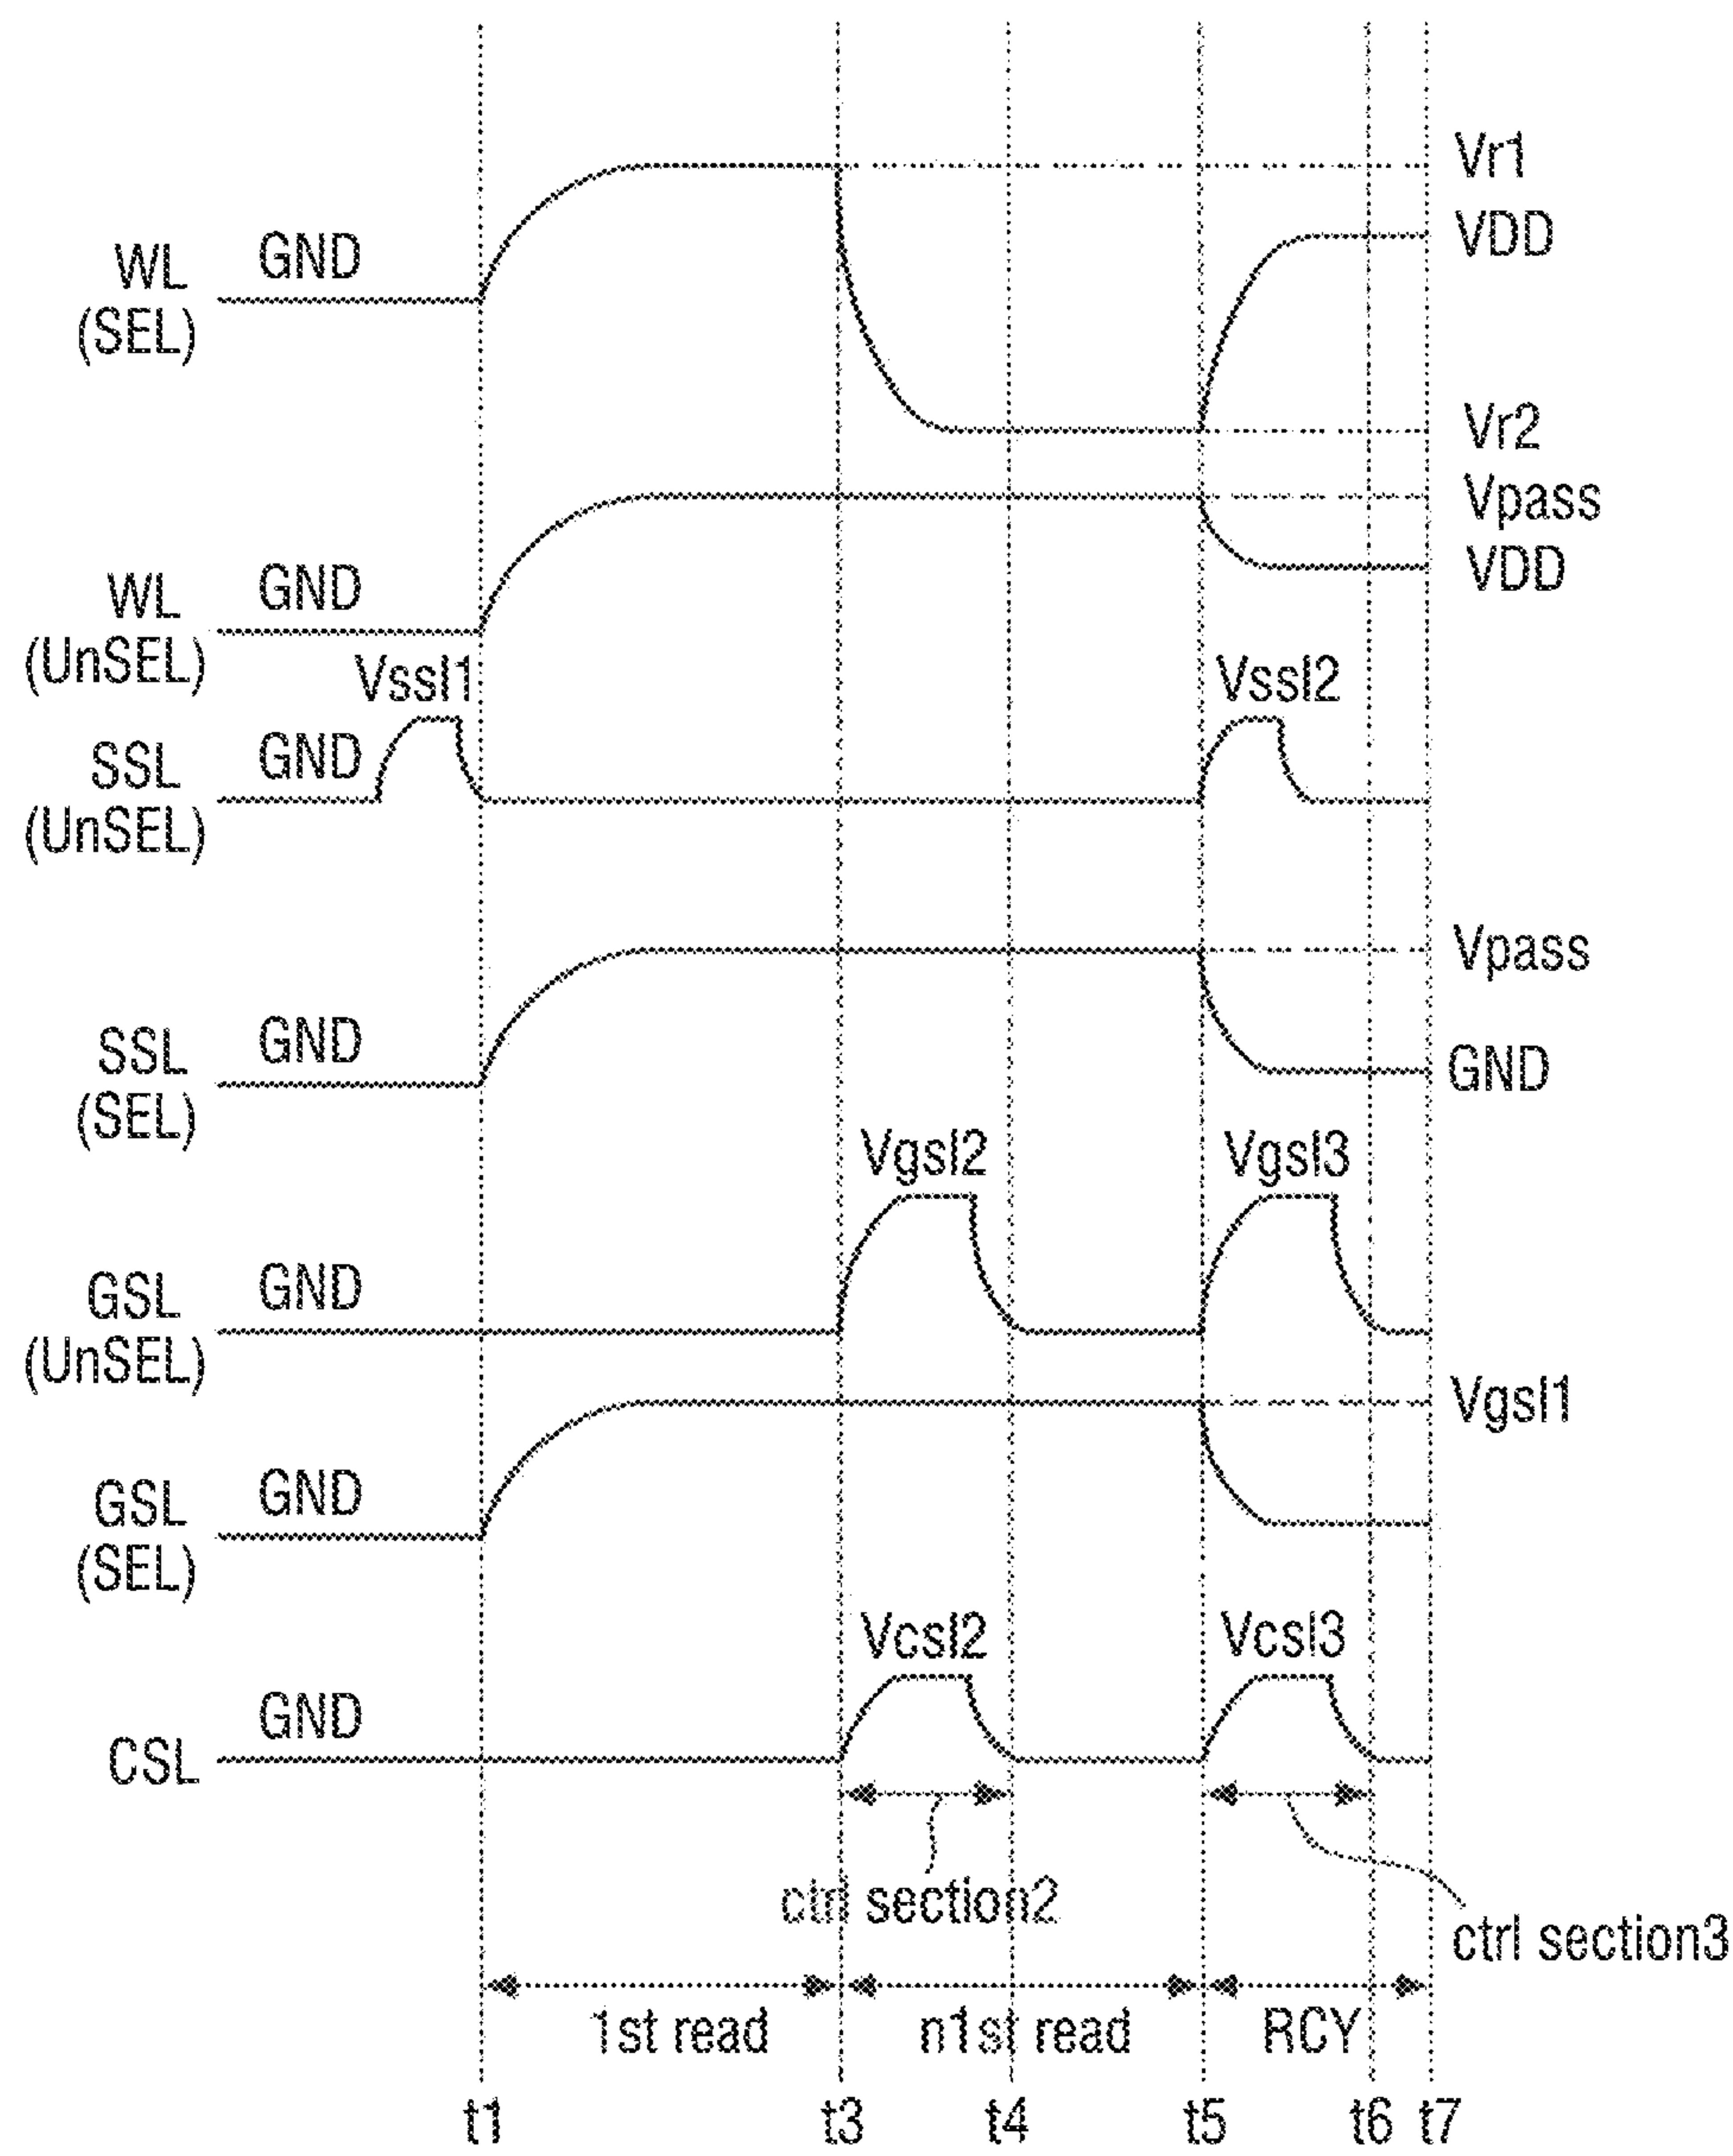 Vr1
GND
VDD
WL
(SEL)
Vr2
Vpass
GND
VDD
WL
(UnSEL)
Vssl1
Vssl2
GND
SSL
(UnSEL)
Vpass
GND
SSL
(SEL)
GND
Vgsl2
Vgsl3
GND
GSL
(UnSEL)
Vgsl1
GND
GSL
(SEL)
Vcsl2
Vcsl3
GND
CSL
ctrl section2
ctrl section3
1st read
n1st read
RCY
t1
t3
t4
t5
t6
t7